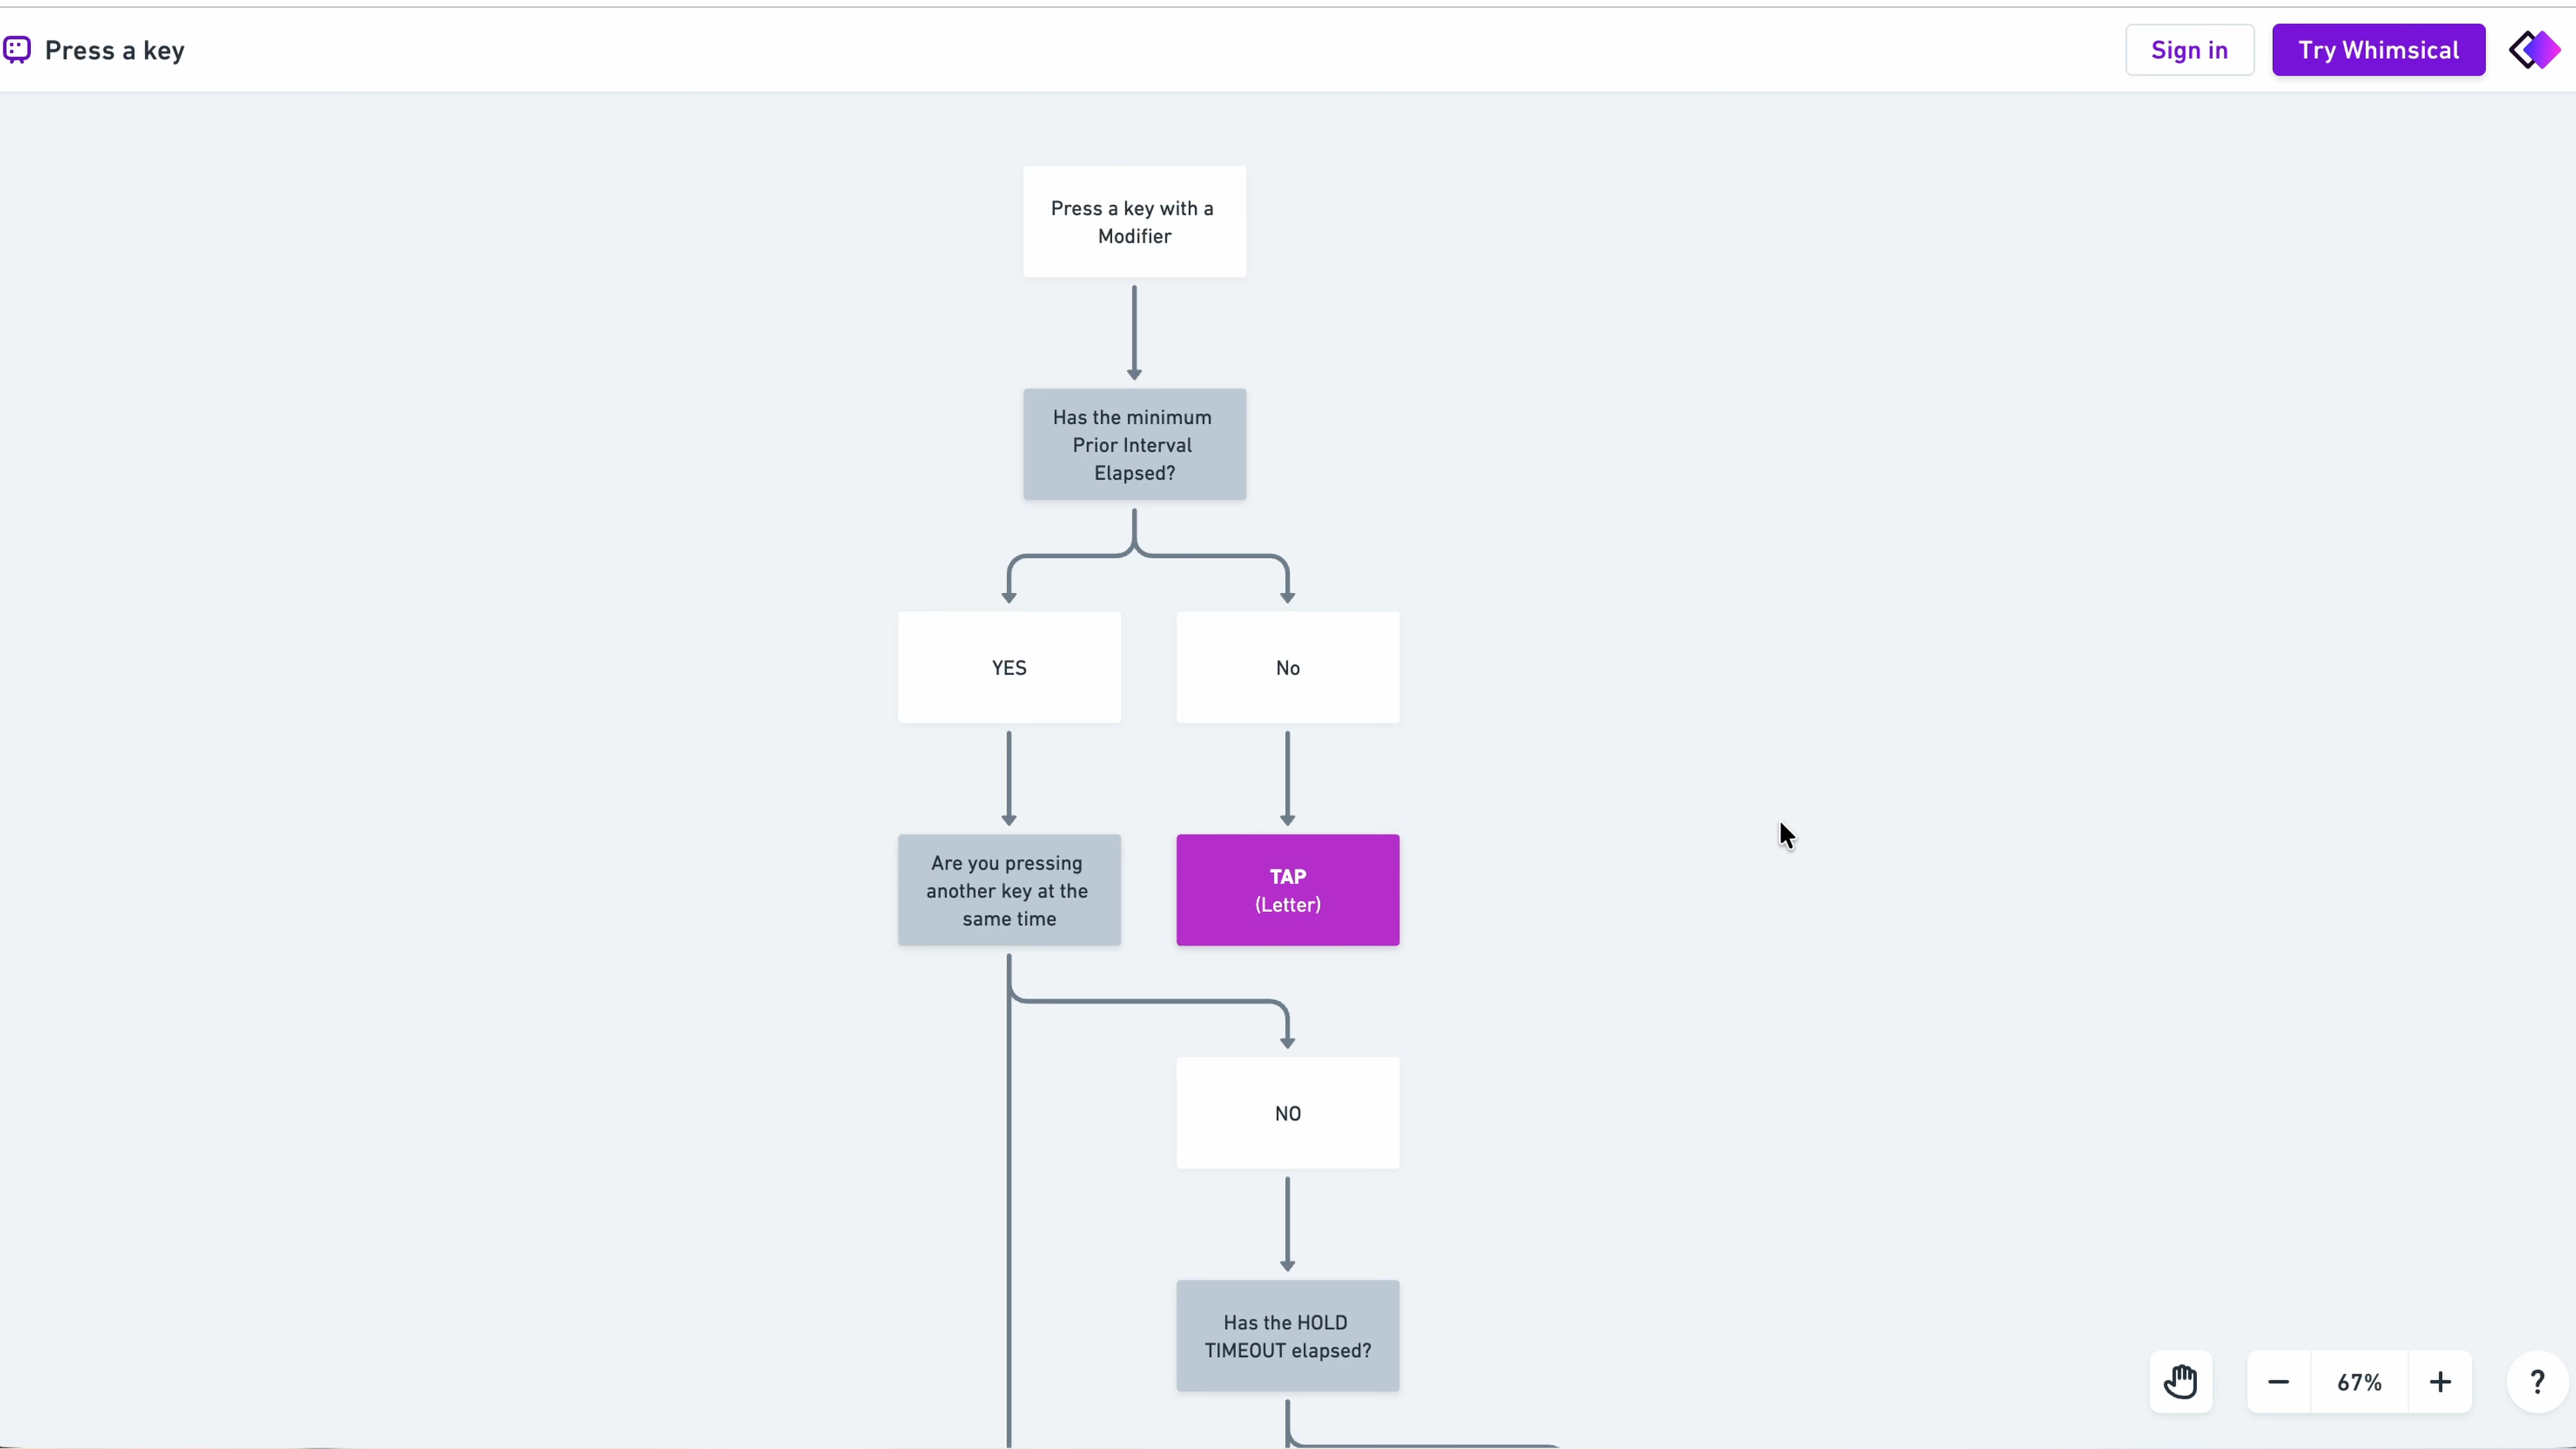 Press a key
Sign in
Try Whimsical
Press a key with a
Modifier
Has the minimum
Prior Interval
Elapsed?
YES
No
Are you pressing
another key at the
same time
TAP
(Letter)
NO
Has the HOLD
TIMEOUT elapsed?
67%
?